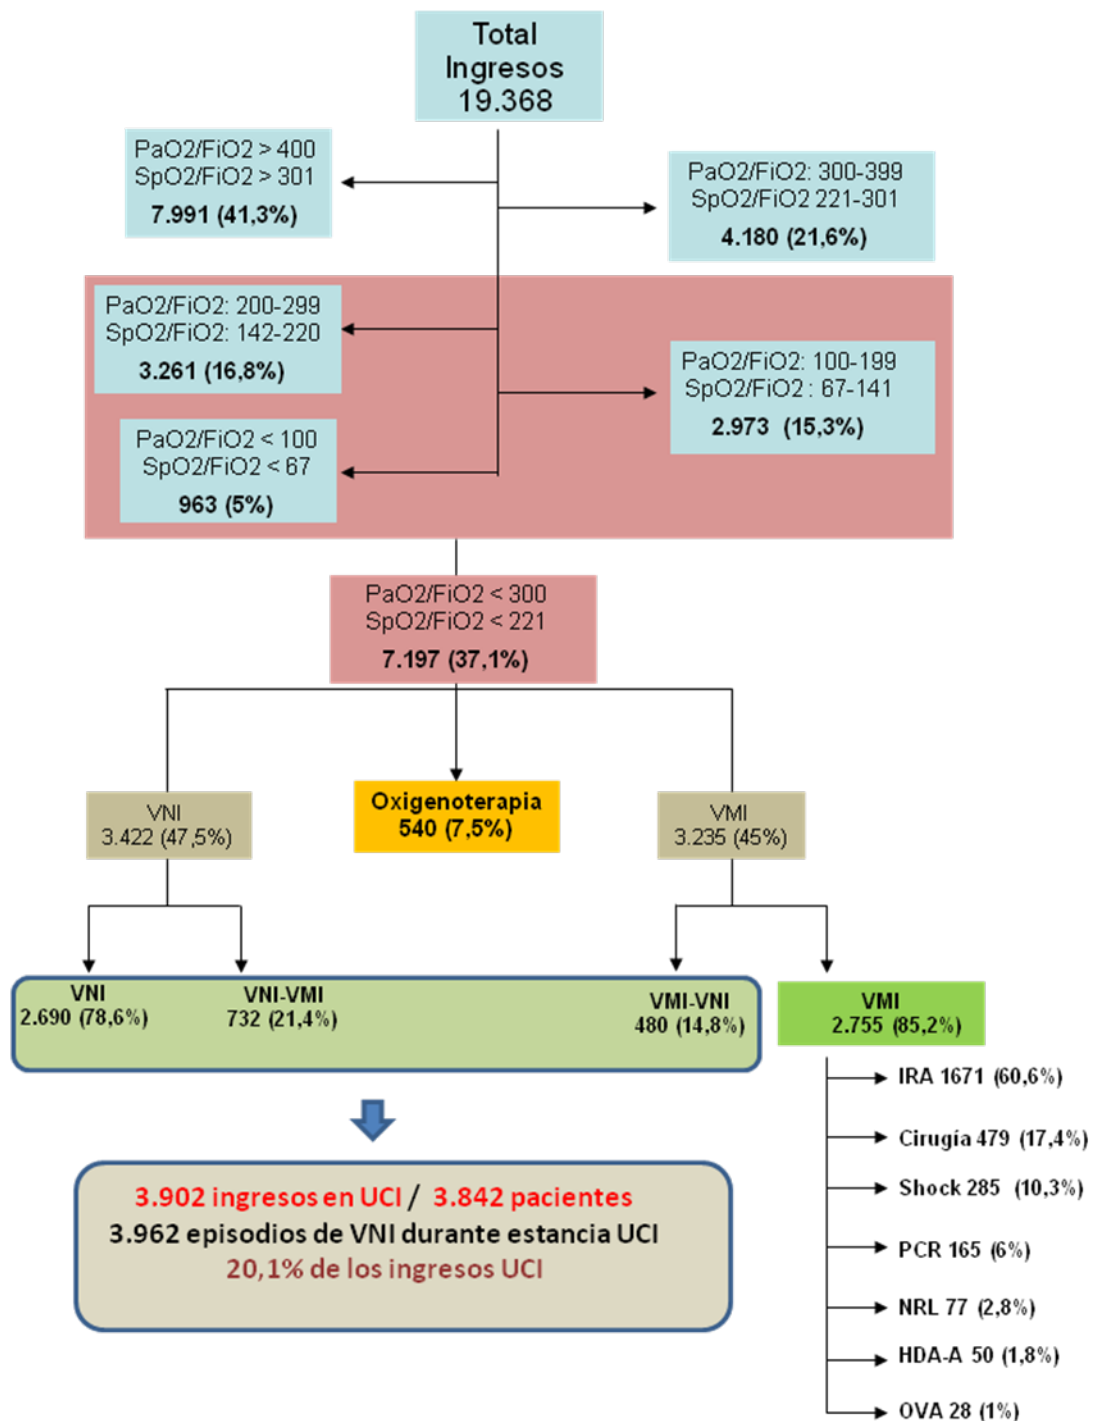 Total
Ingresos
19.368
PaO2/FiO2 > 400
SpO2/FiO2 > 301
7.991 (41,3%)
PaO2/FiO2: 300-399
SpO2/FiO2 221-301
4.180 (21,6%)
PaO2/FiO2: 200-299
SpO2/FiO2: 142-220
3.261 (16,8%)
PaO2/FiO2: 100-199
SpO2/FiO2 : 67-141
2.973 (15,3%)
PaO2/FiO2 < 100
SpO2/FiO2 < 67
963 (5%)
PaO2/FiO2 < 300
SpO2/FiO2 < 221
7.197 (37,1%)
VNI
3.422 (47,5%)
Oxigenoterapia
540 (7,5%)
VMI
3.235 (45%)
VNI
2.690 (78,6%)
VNI-VMI
732 (21,4%)
VMI-VNI
480 (14,8%)
VMI
2.755 (85,2%)
IRA 1671 (60,6%)
Cirugía 479 (17,4%)
Shock 285 (10,3%)
PCR 165 (6%)
NRL 77 (2,8%)
HDA-A 50 (1,8%)
OVA 28 (1%)
3.902 ingresos en UCI / 3.842 pacientes
3.962 episodios de VNI durante estancia UCI
20,1% de los ingresos UCI